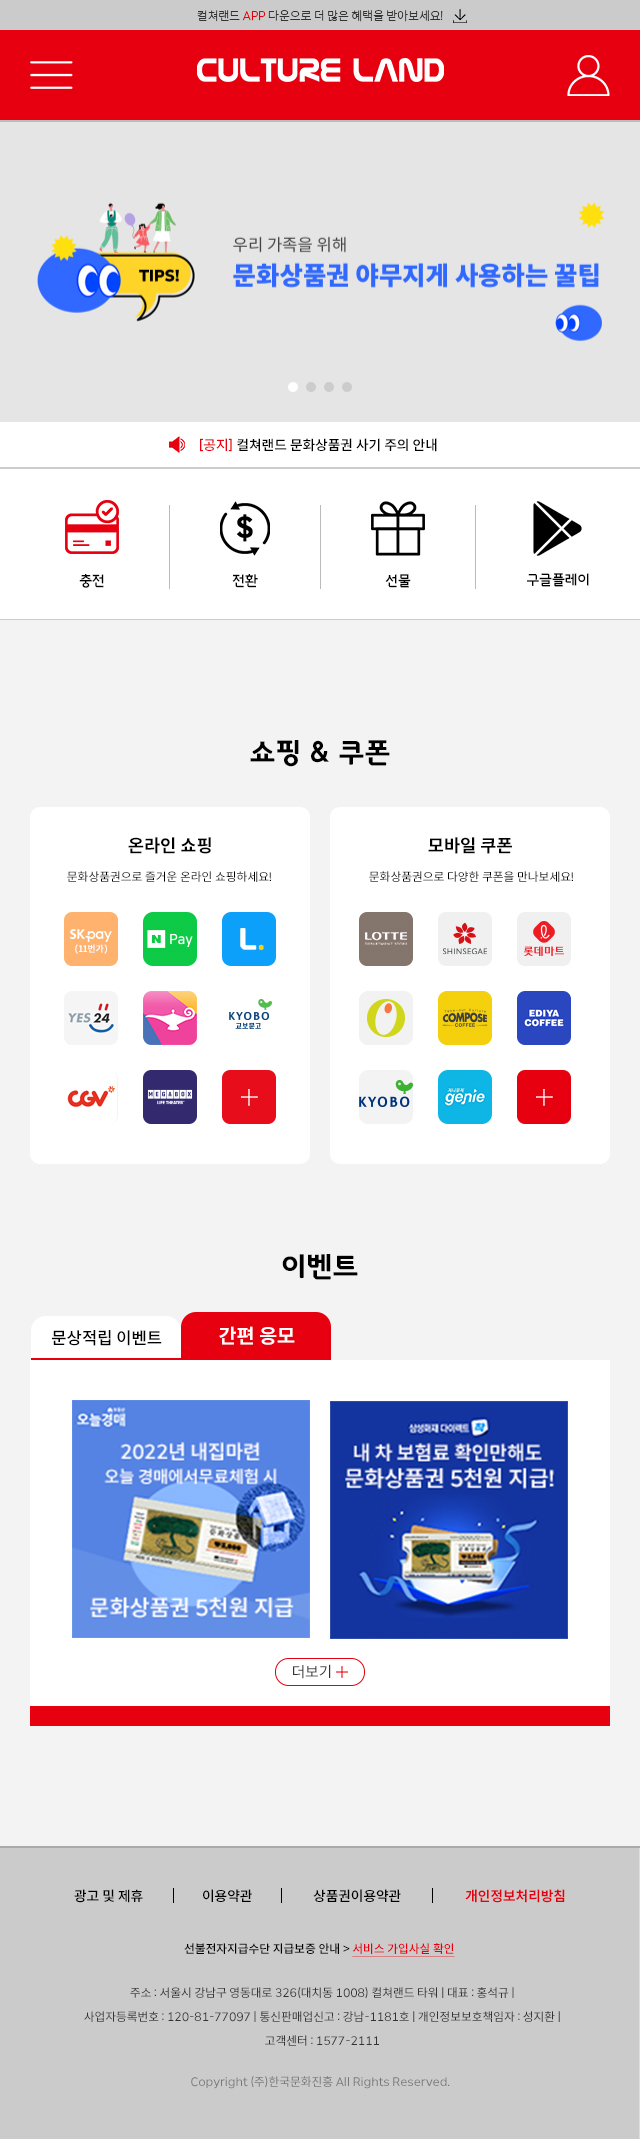 컬쳐랜드 APP 다운으로 더 많은 혜택을 받아보세요!
CULTURE LAND
우리 가족을 위해
TIPS!
문화상품권 야무지게 사용하는 꿀팁
[공지] 컬쳐랜드 문화상품권 사기 주의 안내
충전
전환
선물
구글플레이
쇼핑 & 쿠폰
온라인 쇼핑
문화상품권으로 즐거운 온라인 쇼핑하세요!
SK pay
(11번가)
N Pay
L.
YES 24
KYOBO
교보문고
CGV
MEGABOX
LIFE THEATER
모바일 쿠폰
문화상품권으로 다양한 쿠폰을 만나보세요!
LOTTE
SHINSEGAE
롯데마트
COMPOSE
COFFEE
EDIYA
COFFEE
KYOBO
genie
이벤트
문상적립 이벤트
간편 응모
오늘경매
2022년 내집마련
오늘 경매에서무료체험 시
문화상품권 5천원 지급
삼성화재 다이렉트
내 차 보험료 확인만해도
문화상품권 5천원 지급!
더보기
광고 및 제휴
이용약관
상품권이용약관
개인정보처리방침
선불전자지급수단 지급보증 안내 > 서비스 가입사실 확인
주소 : 서울시 강남구 영동대로 326(대치동 1008) 컬쳐랜드 타워 | 대표 : 홍석규 |
사업자등록번호 : 120-81-77097 | 통신판매업신고 : 강남-1181호 | 개인정보보호책임자 : 성지환 |
고객센터 : 1577-2111
Copyright (주)한국문화진흥 All Rights Reserved.